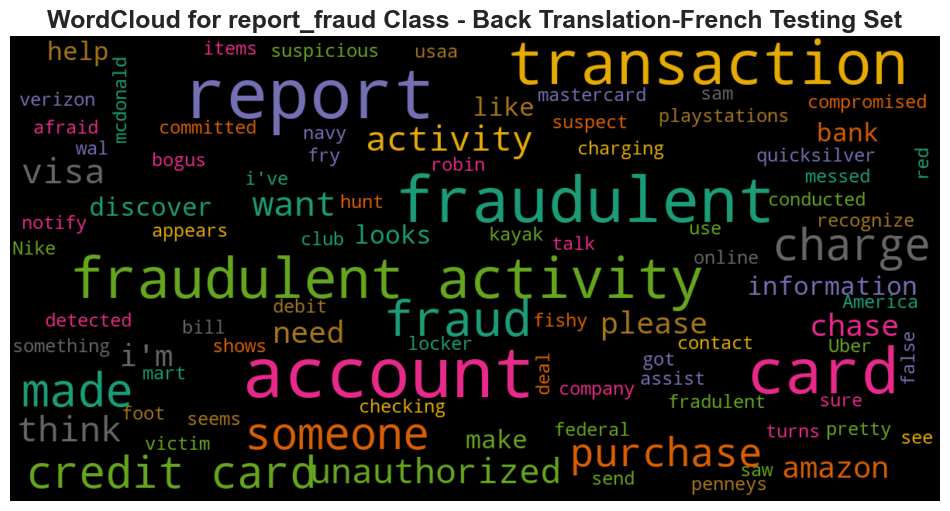 WordCloud for report_fraud Class - Back Translation-French Testing Set
help
items
suspicious
usaa
transaction
verizon
mcdonald
report
like
mastercard
sam
compromised
afraid
committed
navy
activity
suspect
playstations
bank
wal
bogus
fry
robin
charging
quicksilver
red
visa
i've
fraudulent
messed
discover
want
hunt
conducted
notify
appears
club
looks
kayak
use
recognize
Nike
talk
online
charge
fraudulent activity
information
detected
bill
debit
fraud
fishy
please
America
chase
something
i'm
shows
need
locker
contact
Uber
false
made
mart
account
deal
company
got
assist
card
foot
seems
checking
fradulent
sure
think
victim
someone
make
federal
purchase
turns
pretty
see
credit card
unauthorized
send
saw
penneys
amazon